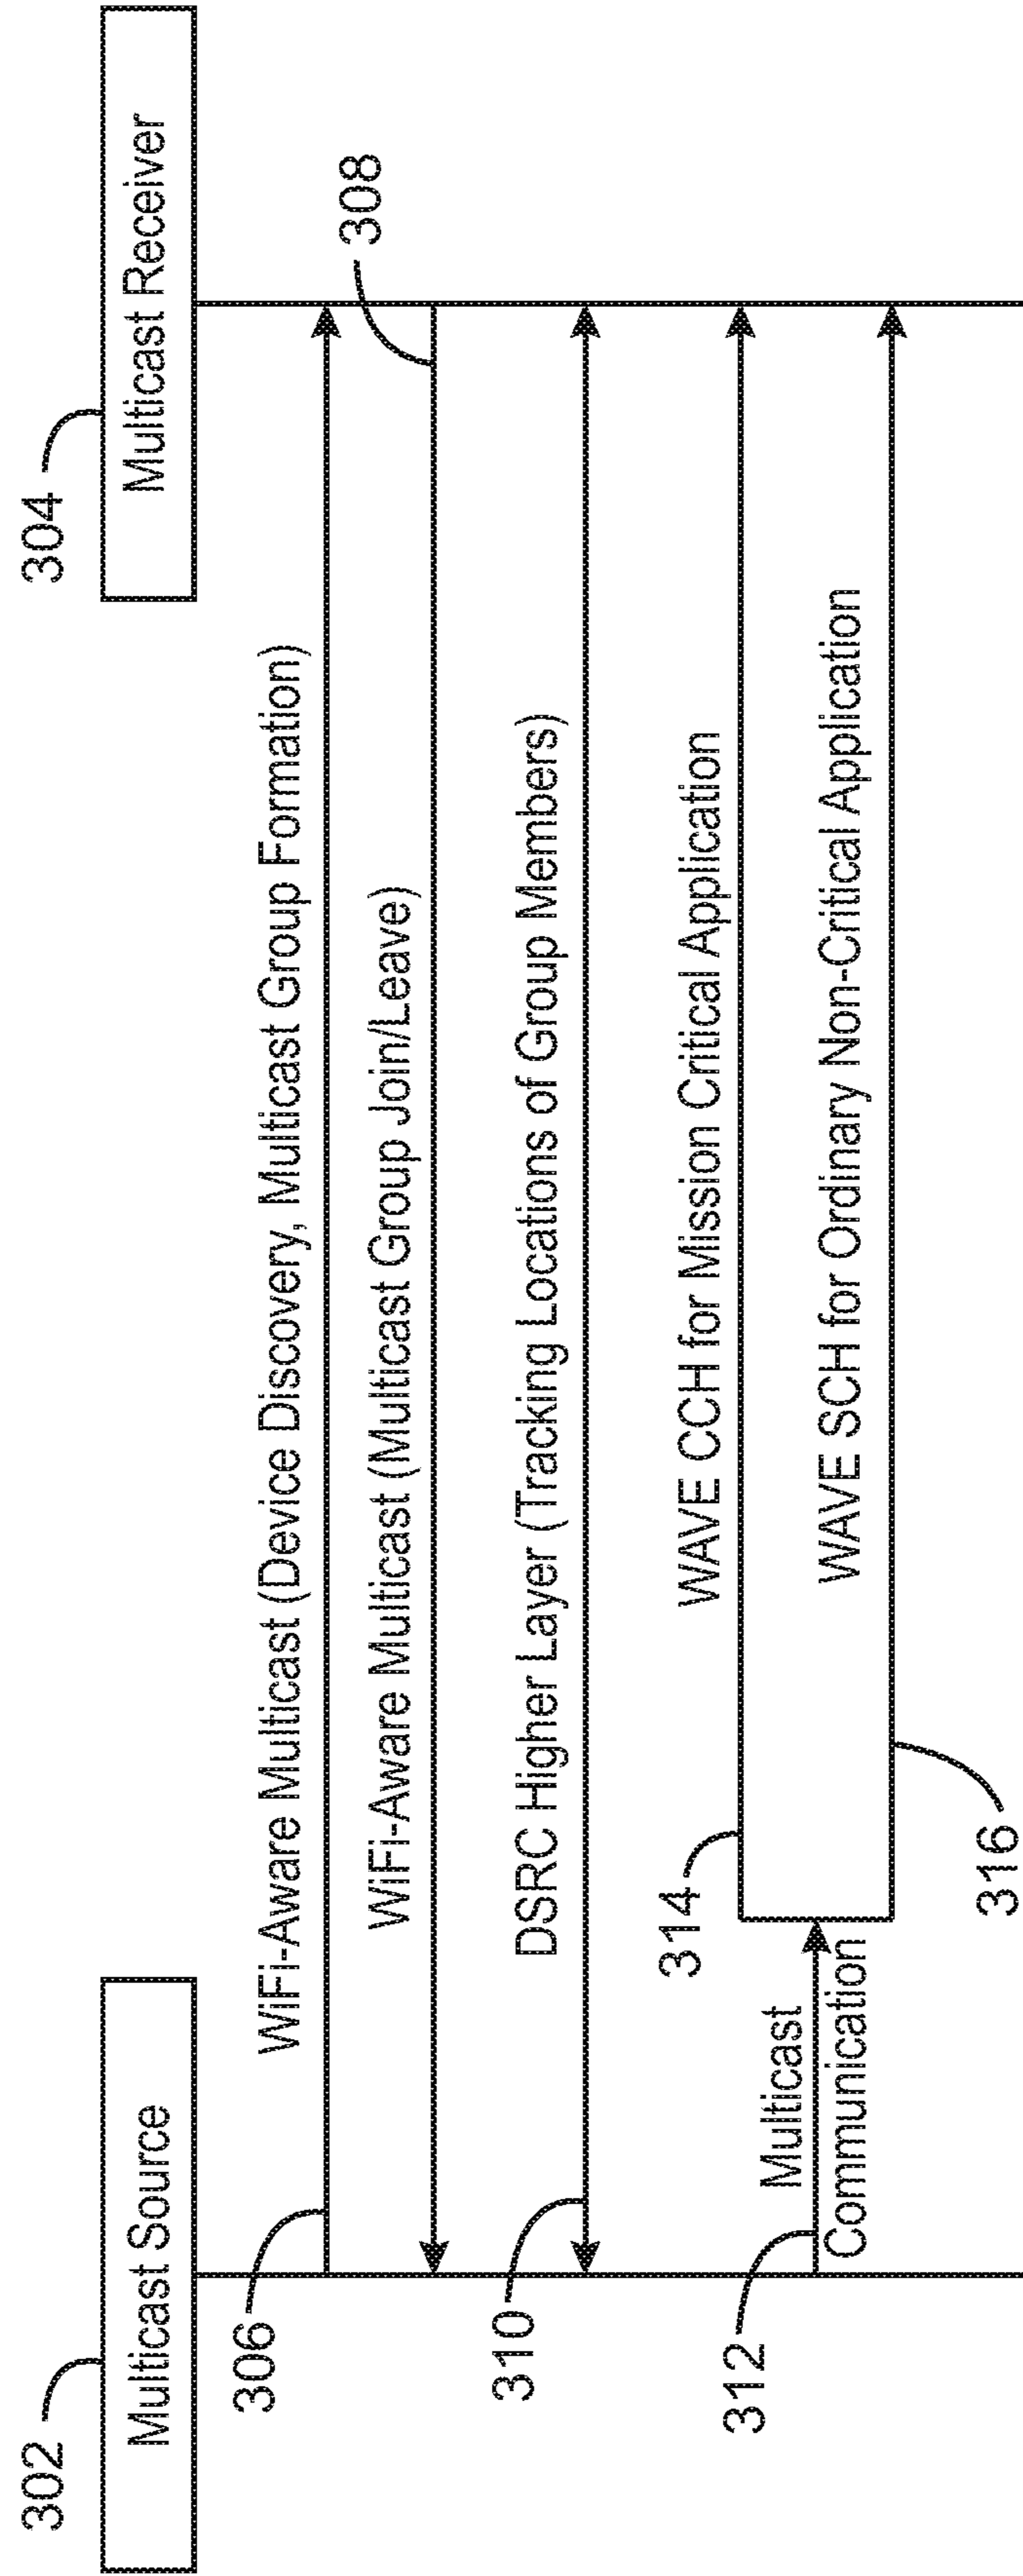 302
Multicast Source
304
Multicast Receiver
306
WiFi-Aware Multicast (Device Discovery, Multicast Group Formation)
WiFi-Aware Multicast (Multicast Group Join/Leave)
308
310
DSRC Higher Layer (Tracking Locations of Group Members)
312
Multicast
Communication
314
WAVE CCH for Mission Critical Application
WAVE SCH for Ordinary Non-Critical Application
316